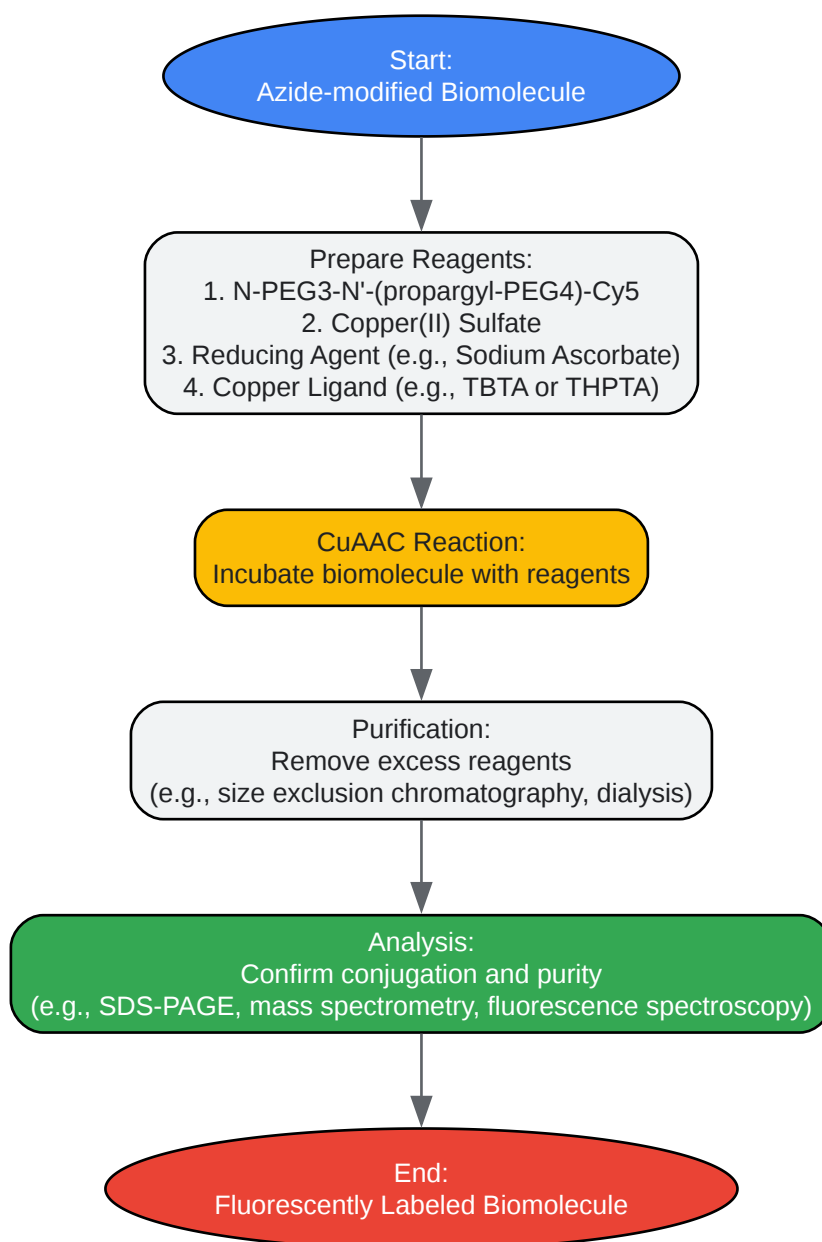 Start:
Azide-modified Biomolecule
Prepare Reagents:
1. N-PEG3-N'-(propargyl-PEG4)-Cy5
2. Copper(II) Sulfate
3. Reducing Agent (e.g., Sodium Ascorbate)
4. Copper Ligand (e.g., TBTA or THPTA)
CuAAC Reaction:
Incubate biomolecule with reagents
Purification:
Remove excess reagents
(e.g., size exclusion chromatography, dialysis)
Analysis:
Confirm conjugation and purity
(e.g., SDS-PAGE, mass spectrometry, fluorescence spectroscopy)
End:
Fluorescently Labeled Biomolecule